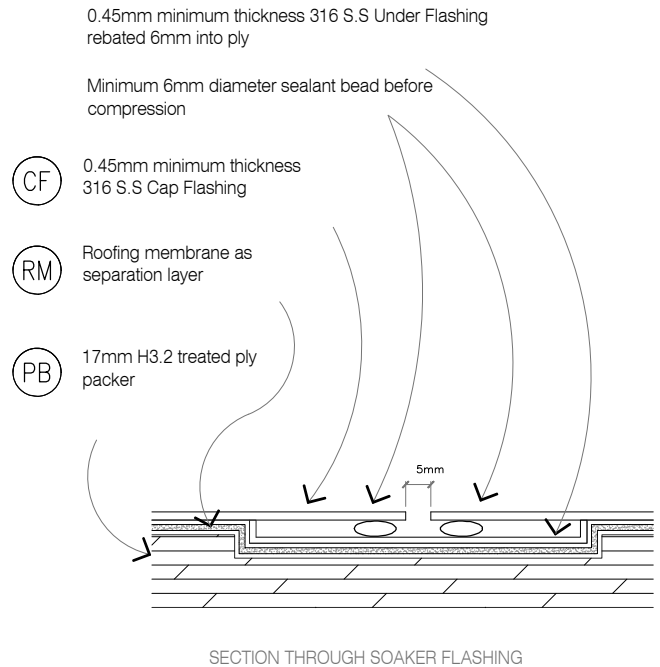 0.45mm minimum thickness 316 S.S Under Flashing
rebated 6mm into ply
Minimum 6mm diameter sealant bead before
compression
CF
0.45mm minimum thickness
316 S.S Cap Flashing
RM
Roofing membrane as
separation layer
PB
17mm H3.2 treated ply
packer
5mm
SECTION THROUGH SOAKER FLASHING